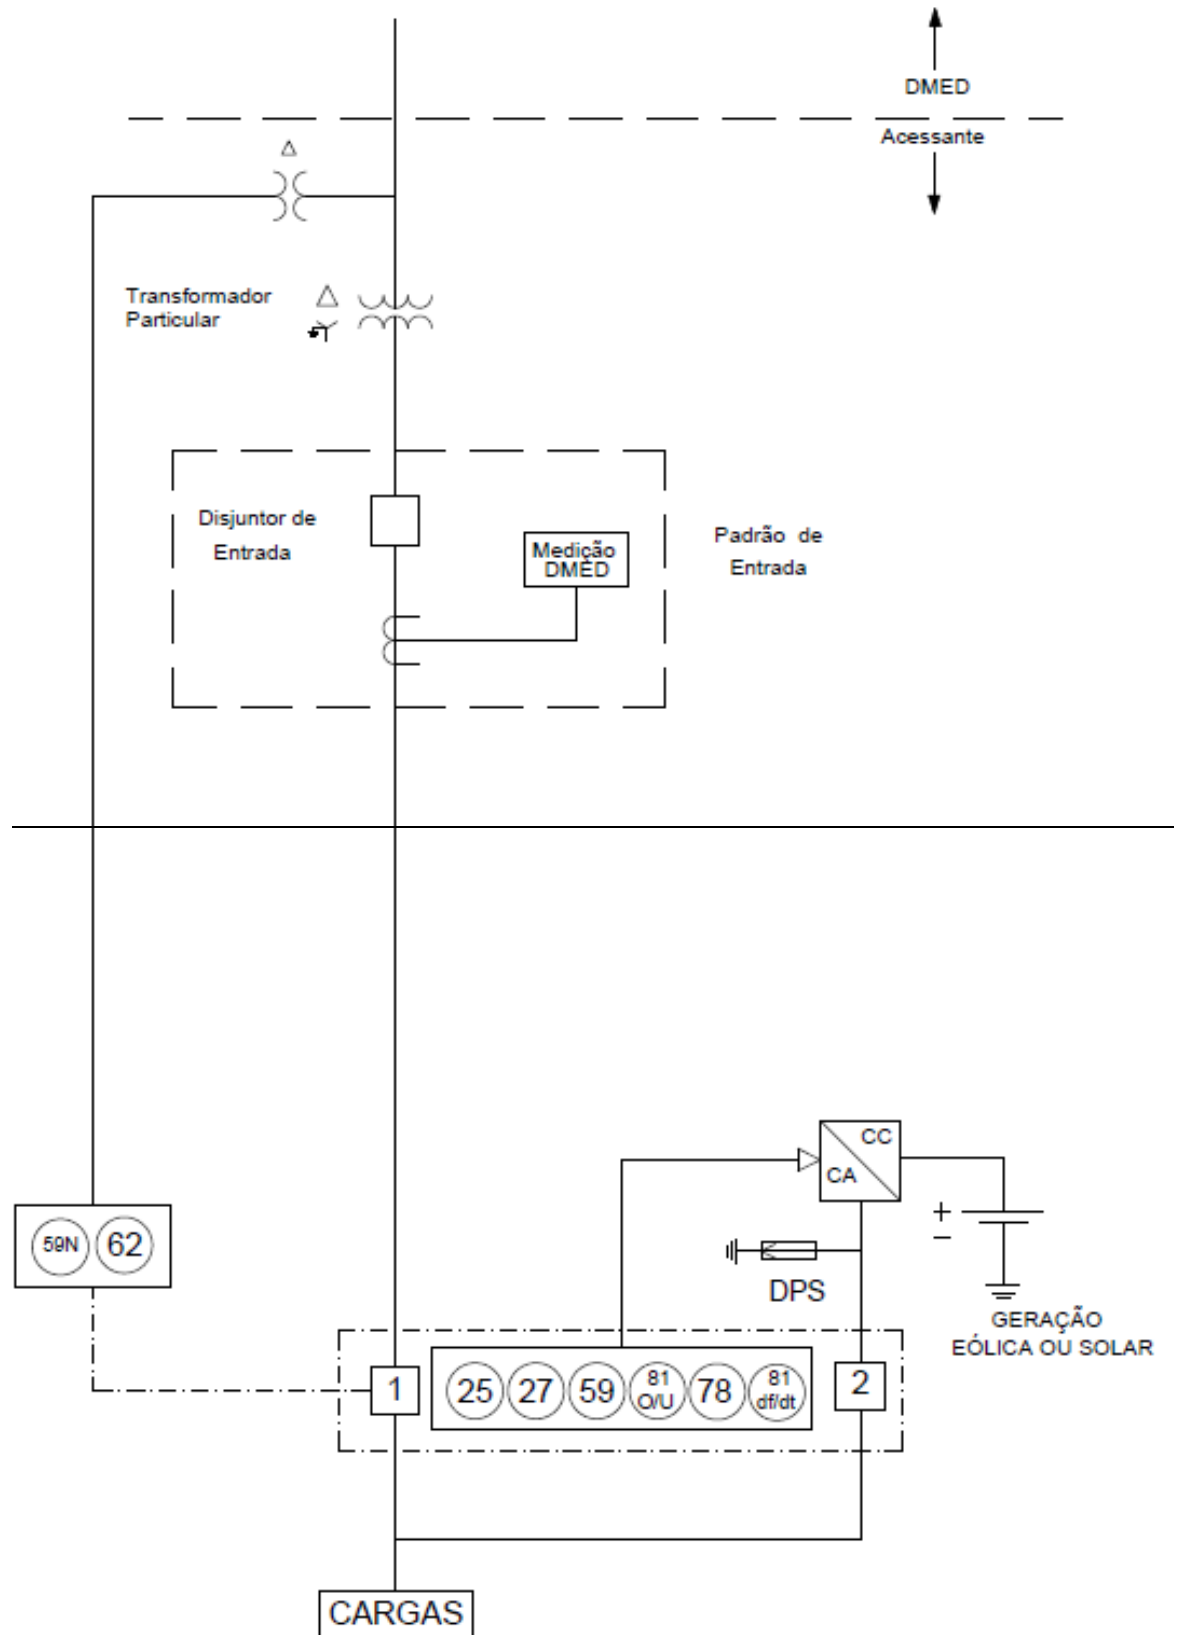 DMED
Acessante
Transformador
Particular
Disjuntor de
Entrada
Medição
DMED
Padrão de
Entrada
CC
CA
+
−
59N 62
DPS
GERAÇÃO
EÓLICA OU SOLAR
1
25 27 59 81 O/U 78 81 df/dt
2
CARGAS